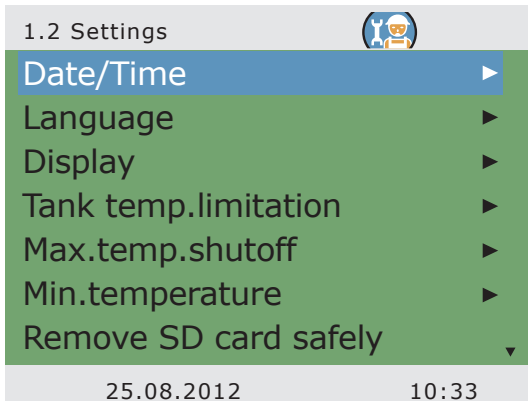 1.2 Settings
Date/Time
Language
Display
Tank temp.limitation
Max.temp.shutoff
Min.temperature
Remove SD card safely
25.08.2012 10:33